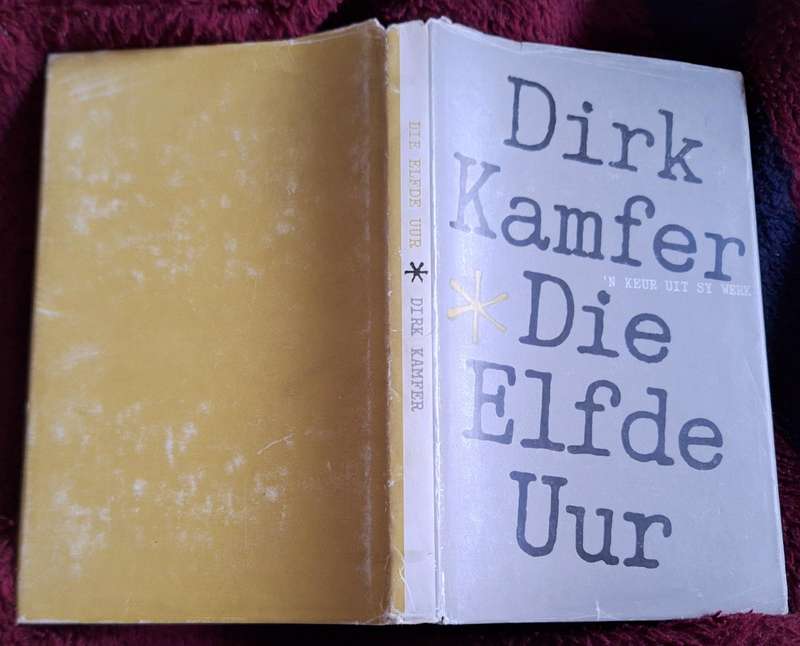 DIE ELFDE UUR * DIRK KAMFER
Dirk
Kamfer
'N KEUR UIT SY WERK
* Die
Elfde
Uur